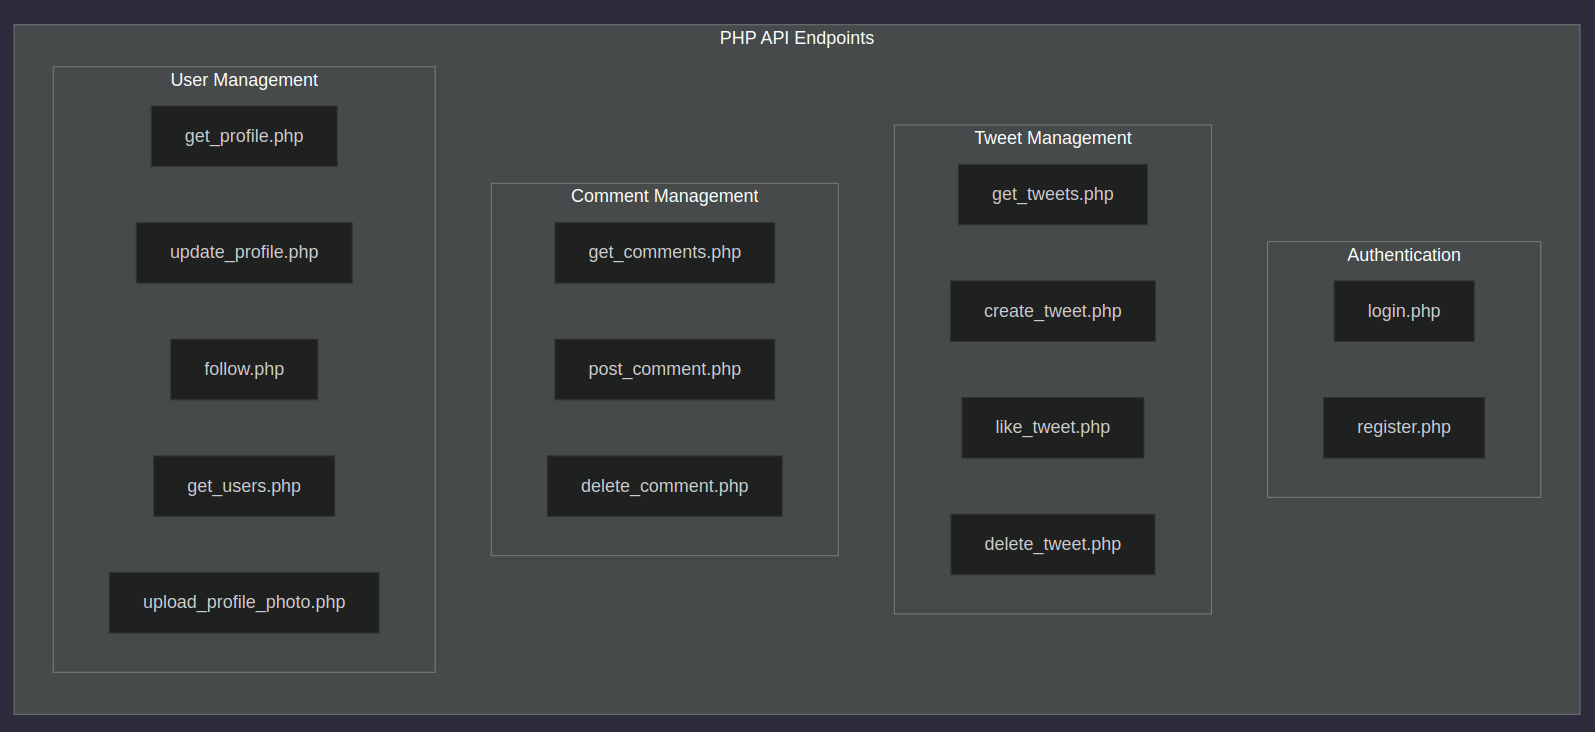 PHP API Endpoints
User Management
get_profile.php
update_profile.php
follow.php
get_users.php
upload_profile_photo.php
Comment Management
get_comments.php
post_comment.php
delete_comment.php
Tweet Management
get_tweets.php
create_tweet.php
like_tweet.php
delete_tweet.php
Authentication
login.php
register.php